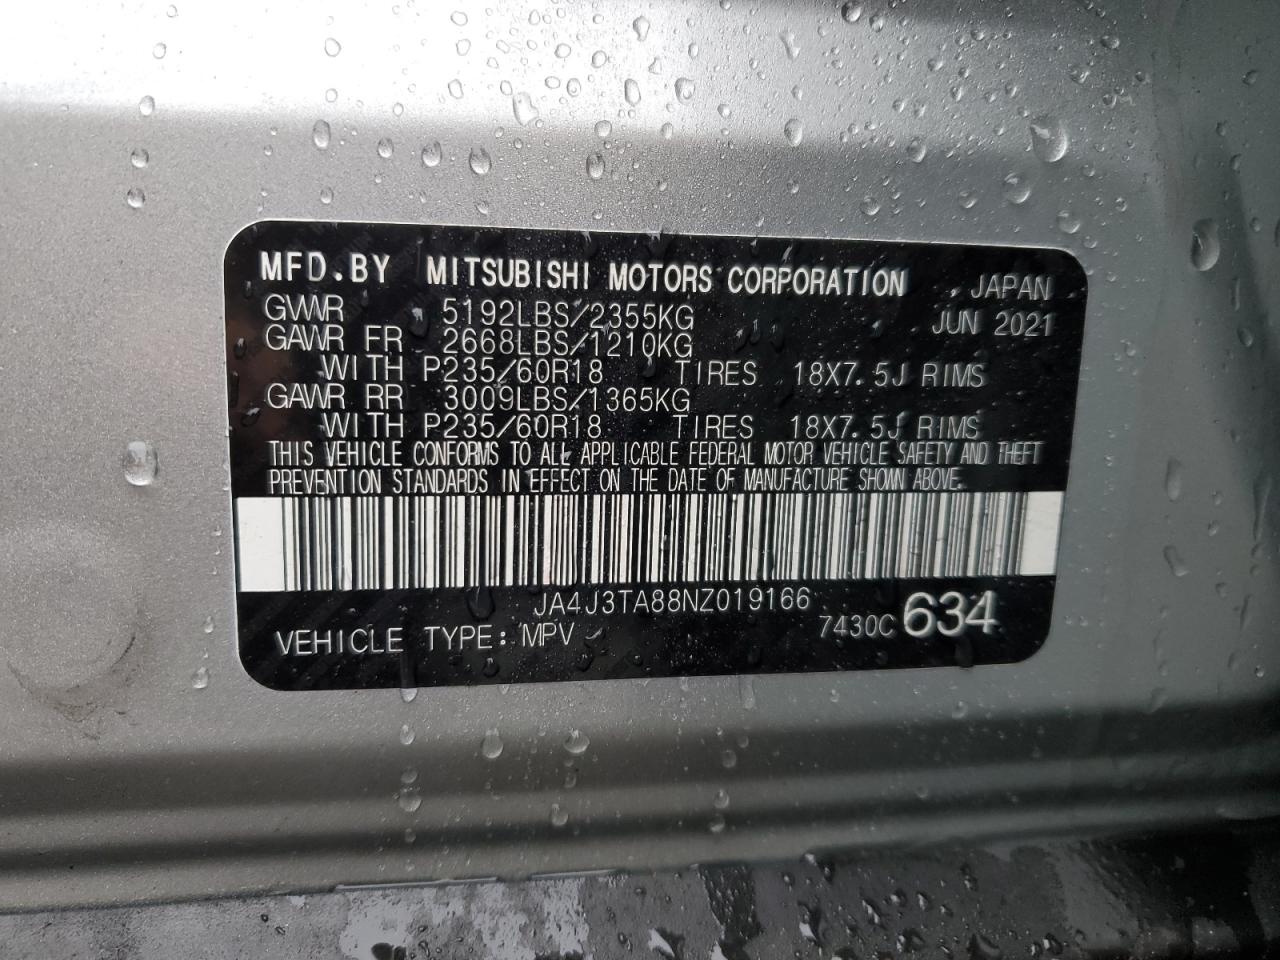 MFD.BY MITSUBISHI MOTORS CORPORATION JAPAN
GVWR 5192LBS/2355KG JUN 2021
GAWR FR 2668LBS/1210KG
WITH P235/60R18 TIRES 18X7.5J RIMS
GAWR RR 3009LBS/1365KG
WITH P235/60R18 TIRES 18X7.5J RIMS
THIS VEHICLE CONFORMS TO ALL APPLICABLE FEDERAL MOTOR VEHICLE SAFETY AND THEFT
PREVENTION STANDARDS IN EFFECT ON THE DATE OF MANUFACTURE SHOWN ABOVE.
JA4J3TA88NZ019166
VEHICLE TYPE: MPV 7430C 634